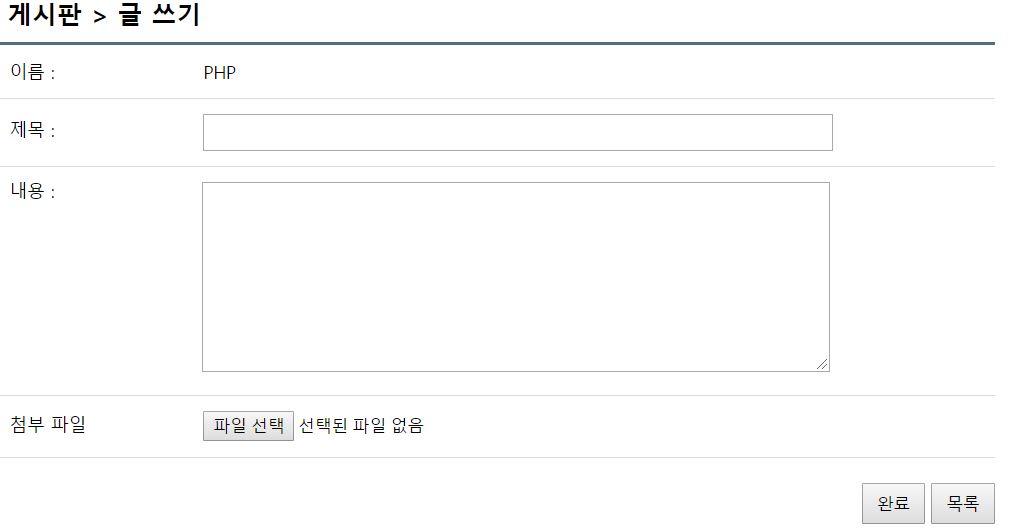 게시판 > 글 쓰기
이름 : PHP
제목 :
내용 :
첨부 파일 파일 선택 선택된 파일 없음
완료 목록